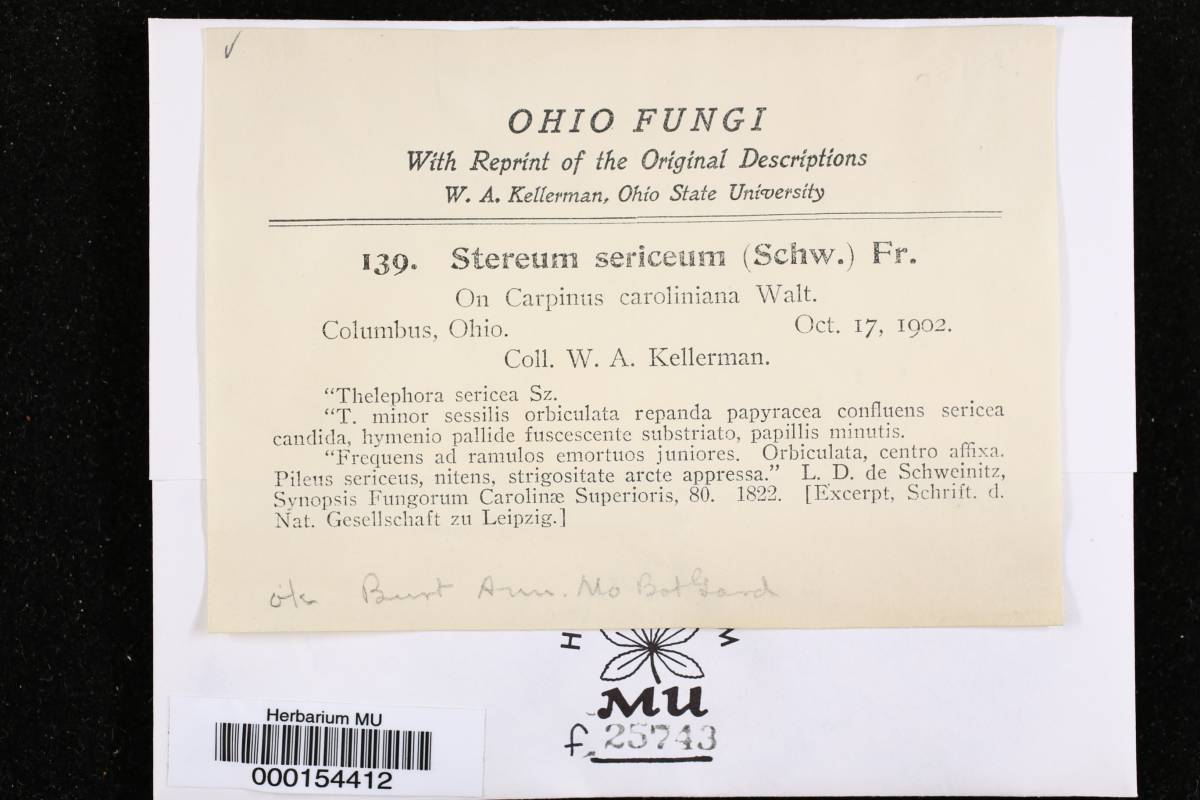 OHIO FUNGI
With Reprint of the Original Descriptions
W. A. Kellerman, Ohio State University
139. Stereum sericeum (Schw.) Fr.
On Carpinus caroliniana Walt.
Columbus, Ohio. Oct. 17, 1902.
Coll. W. A. Kellerman.
"Thelephora sericea Sz.
"T. minor sessilis orbiculata repanda papyracea confluens sericea
candida, hymenio pallide fuscescente substriato, papillis minutis.
"Frequens ad ramulos emortuos juniores. Orbiculata, centro affixa.
Pileus sericeus, nitens, strigositate arcte appressa." L. D. de Schweinitz,
Synopsis Fungorum Carolinæ Superioris, 80. 1822. [Excerpt, Schrift. d.
Nat. Gesellschaft zu Leipzig.]
o/k Burt Ann. Mo Bot Gard
H W
MU
f. 25743
Herbarium MU
000154412